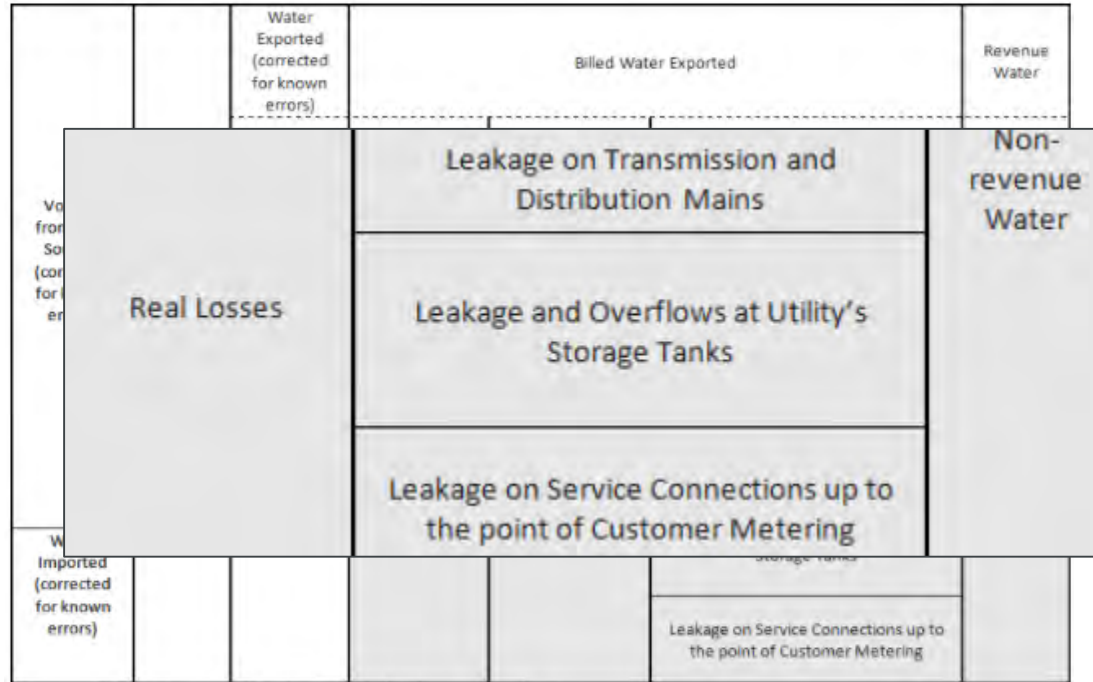 Water
Exported
(corrected
for known
errors)
Billed Water Exported
Revenue
Water
Leakage on Transmission and
Distribution Mains
Non-
revenue
Water
Real Losses
Leakage and Overflows at Utility's
Storage Tanks
Leakage on Service Connections up to
the point of Customer Metering
Imported
(corrected
for known
errors)
Storage Tanks
Leakage on Service Connections up to
the point of Customer Metering